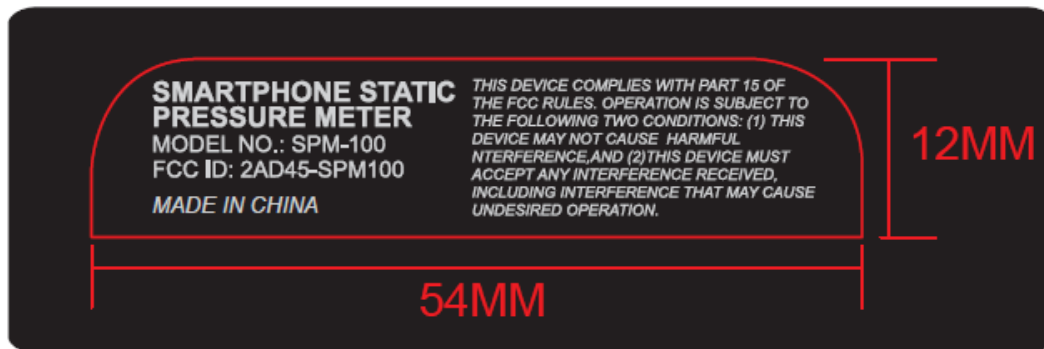 SMARTPHONE STATIC
PRESSURE METER
MODEL NO.: SPM-100
FCC ID: 2AD45-SPM100
MADE IN CHINA
THIS DEVICE COMPLIES WITH PART 15 OF
THE FCC RULES. OPERATION IS SUBJECT TO
THE FOLLOWING TWO CONDITIONS: (1) THIS
DEVICE MAY NOT CAUSE HARMFUL
NTERFERENCE,AND (2)THIS DEVICE MUST
ACCEPT ANY INTERFERENCE RECEIVED,
INCLUDING INTERFERENCE THAT MAY CAUSE
UNDESIRED OPERATION.
12MM
54MM